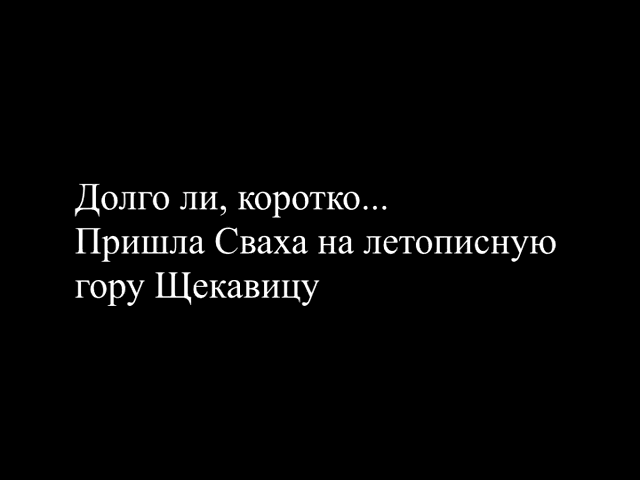 Долго ли, коротко...
Пришла Сваха на летописную
гору Щекавицу